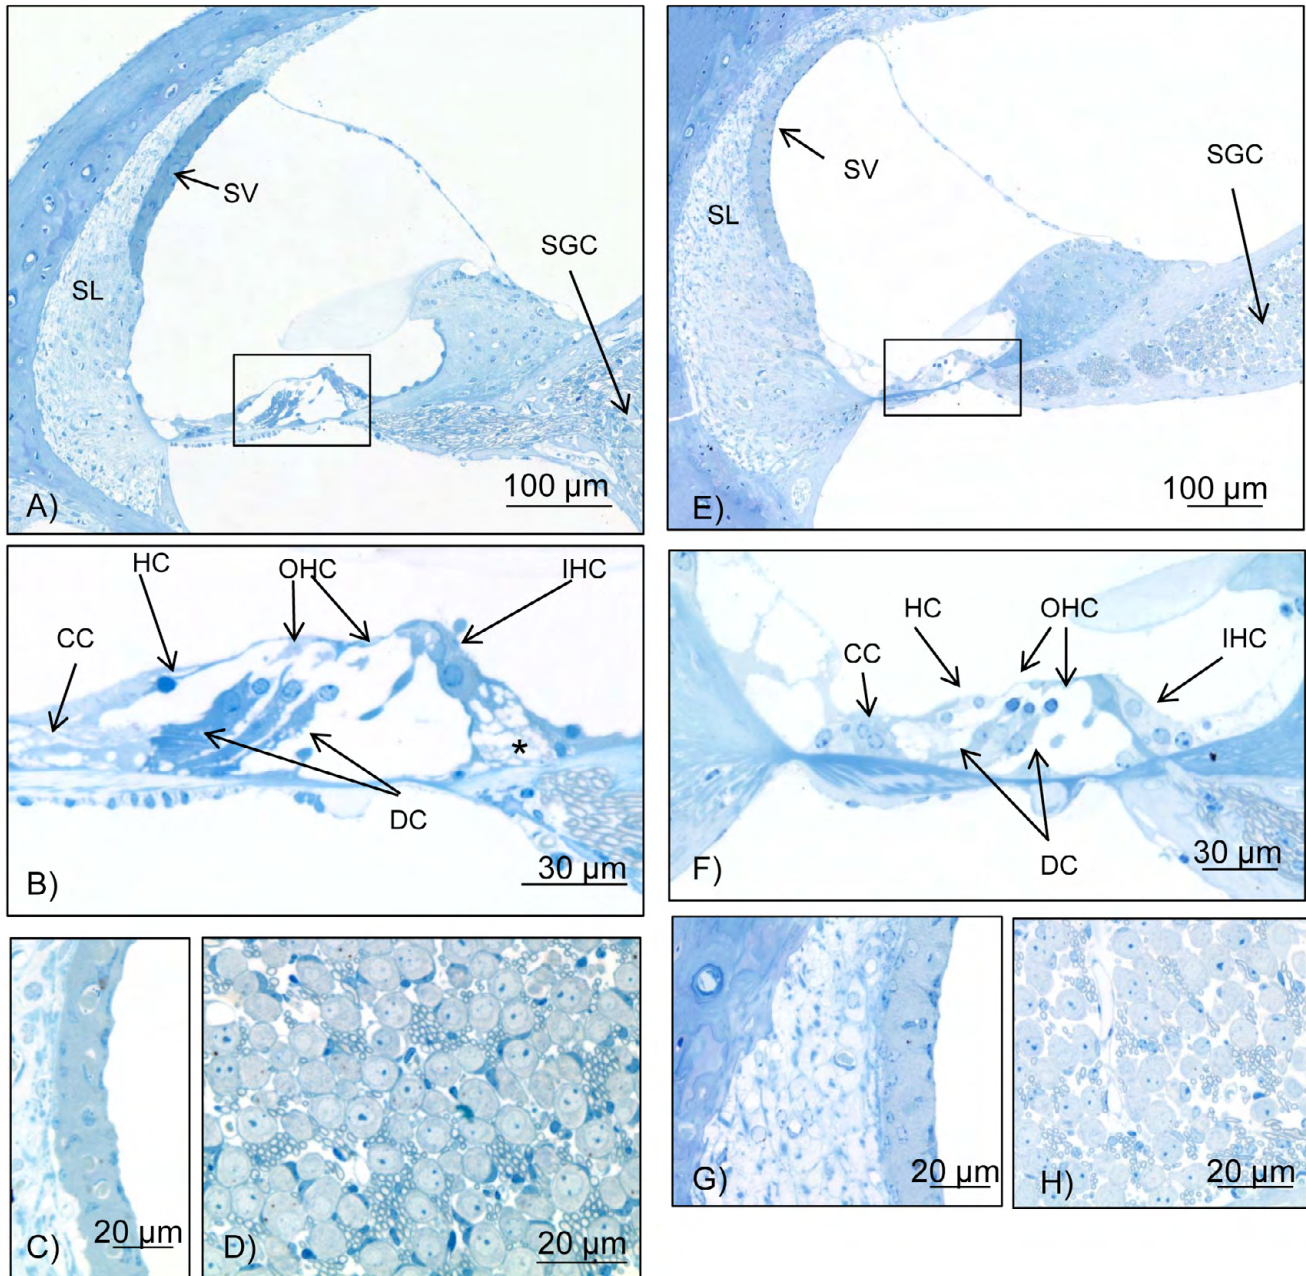 SV
SGC
SL
100 µm
A)
SV
SGC
SL
100 µm
E)
HC
OHC
IHC
CC
*
DC
30 µm
B)
HC
OHC
IHC
CC
DC
30 µm
F)
20 µm
C)
20 µm
D)
20 µm
G)
20 µm
H)